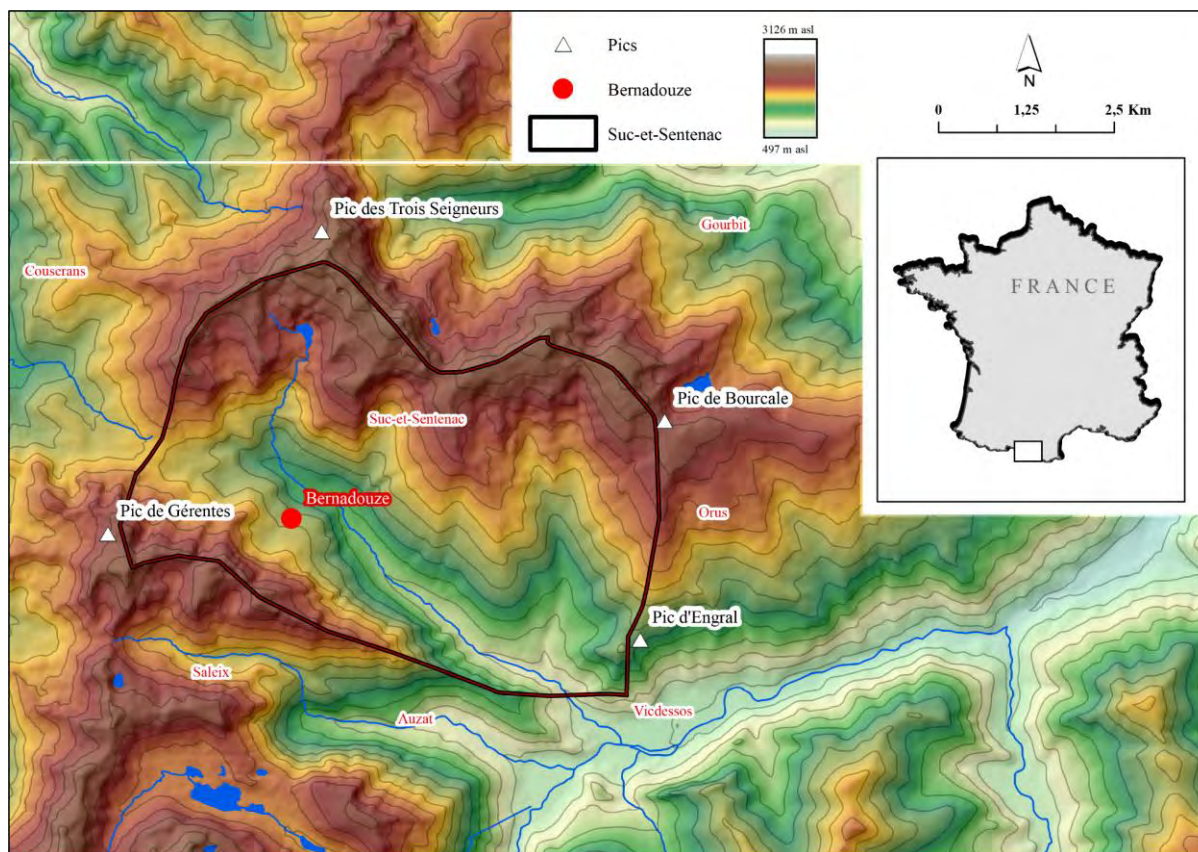 Pics
Bernadouze
Suc-et-Sentenac
3126 m asl
497 m asl
N
0 1,25 2,5 Km
FRANCE
Pic des Trois Seigneurs
Gourbit
Couserans
Pic de Bourcale
Suc-et-Sentenac
Bernadouze
Pic de Gérentes
Orus
Pic d'Engral
Saleix
Auzat
Vicdessos